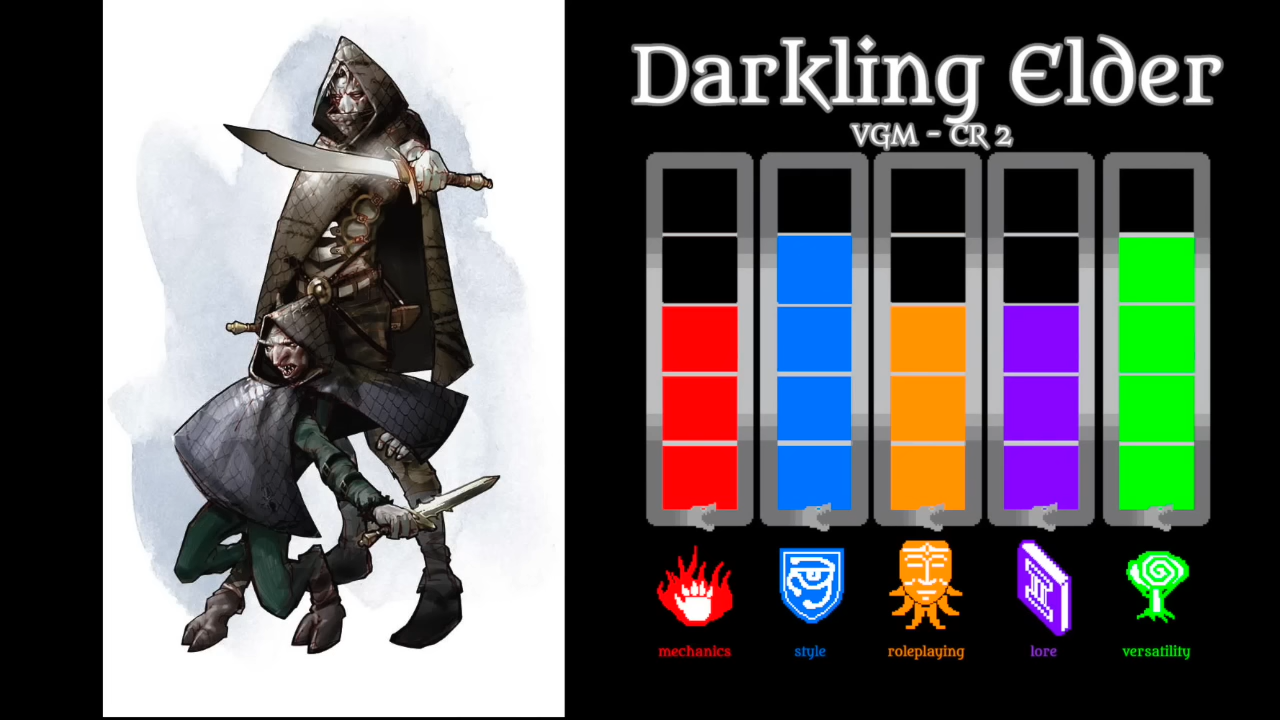 Darkling Elder
VGM - CR 2
mechanics
style
roleplaying
lore
versatility